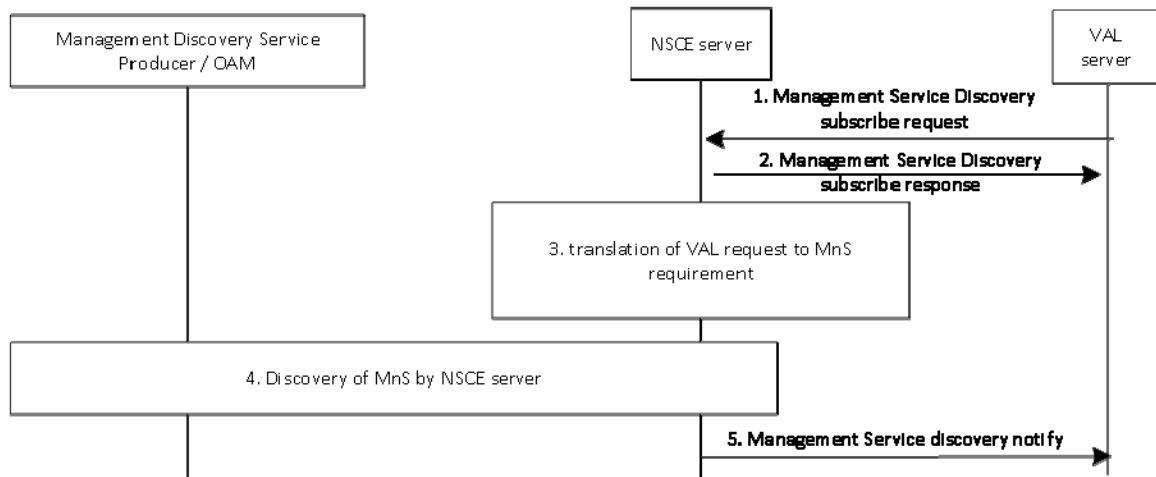 Management Discovery Service
Producer / OAM
NSCE server
VAL
server
1. Management Service Discovery
subscribe request
2. Management Service Discovery
subscribe response
3. translation of VAL request to MnS
requirement
4. Discovery of MnS by NSCE server
5. Management Service discovery notify